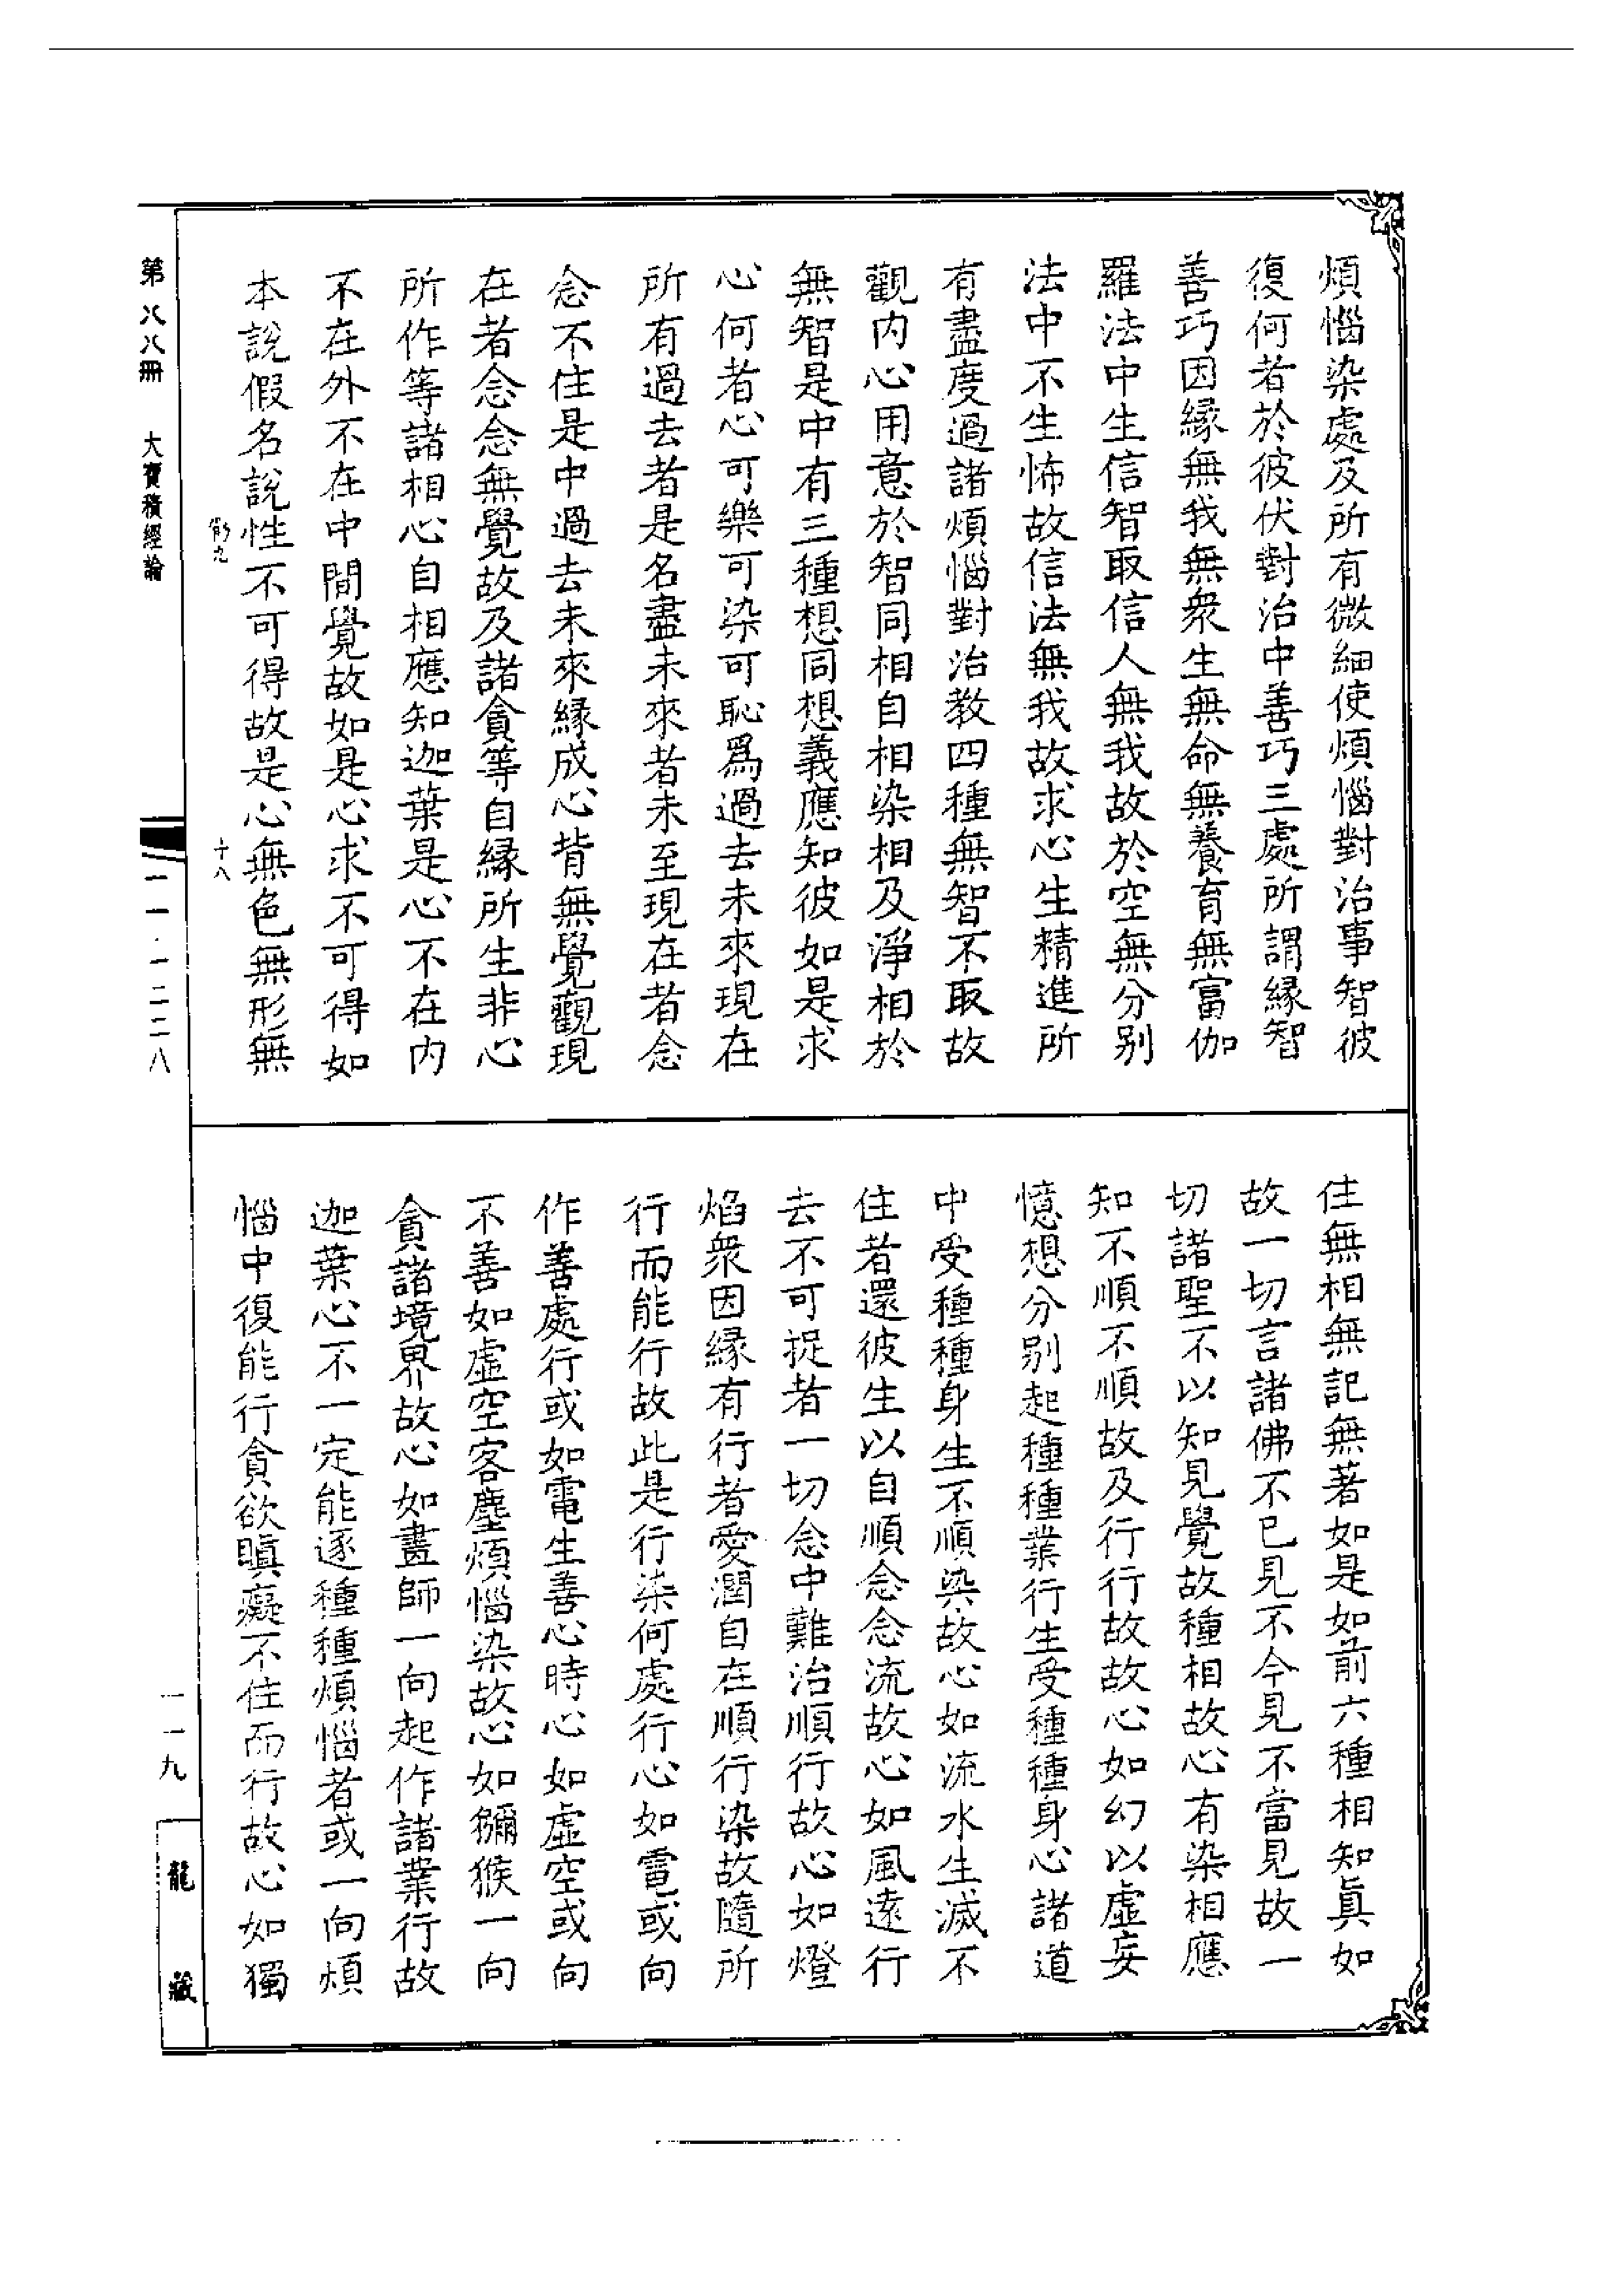 煩惱染處及所有微細使煩惱對治事智彼
復何者於彼伏對治中善巧三處所謂緣智
善巧因緣無我無衆生無命無養育無富伽
羅法中生信智取信人無我故於空無分别
法中不生怖故信法無我故求心生精進所
有盡度過諸煩惱對治教四種無智不取故
觀内心用意於智同相自相染相及淨相於
無智是中有三種想同想義應知彼如是求
心何者心可樂可染可恥爲過去未來現在
所有過去者是名盡未來者未至現在者念
念不住是中過去未來緣成心背無覺觀現
在者念念無覺故及諸貪等自緣所生非心
所作等諸相心自相應知迦葉是心不在内
不在外不在中間覺故如是心求不可得如
本說假名說性不可得故是心無色無形無
十八
住無相無記無著如是如前六種相知眞如
故一切言諸佛不已見不今見不當見故一
切諸聖不以知見覺故種相故心有染相應
知不順不順故及行行故故心如幻以虛妄
憶想分别起種種業行生受種種身心諸道
中受種種身生不順染故心如流水生滅不
住者還彼生以自順念念流故心如風遠行
去不可捉者一切念中難治順行故心如燈
焰衆因緣有行者愛潤自在順行染故隨所
行而能行故此是行染何處行心如電或向
作善處行或如電生善心時心如虛空或向
不善如虛空客塵煩惱染故心如獼猴一向
貪諸境界故心如畫師一向起作諸業行故
迦葉心不一定能逐種種煩惱者或一向煩
惱中復能行貪欲瞋癡不住而行故心如獨
第八八冊 大寶積經論
一一九
龍藏